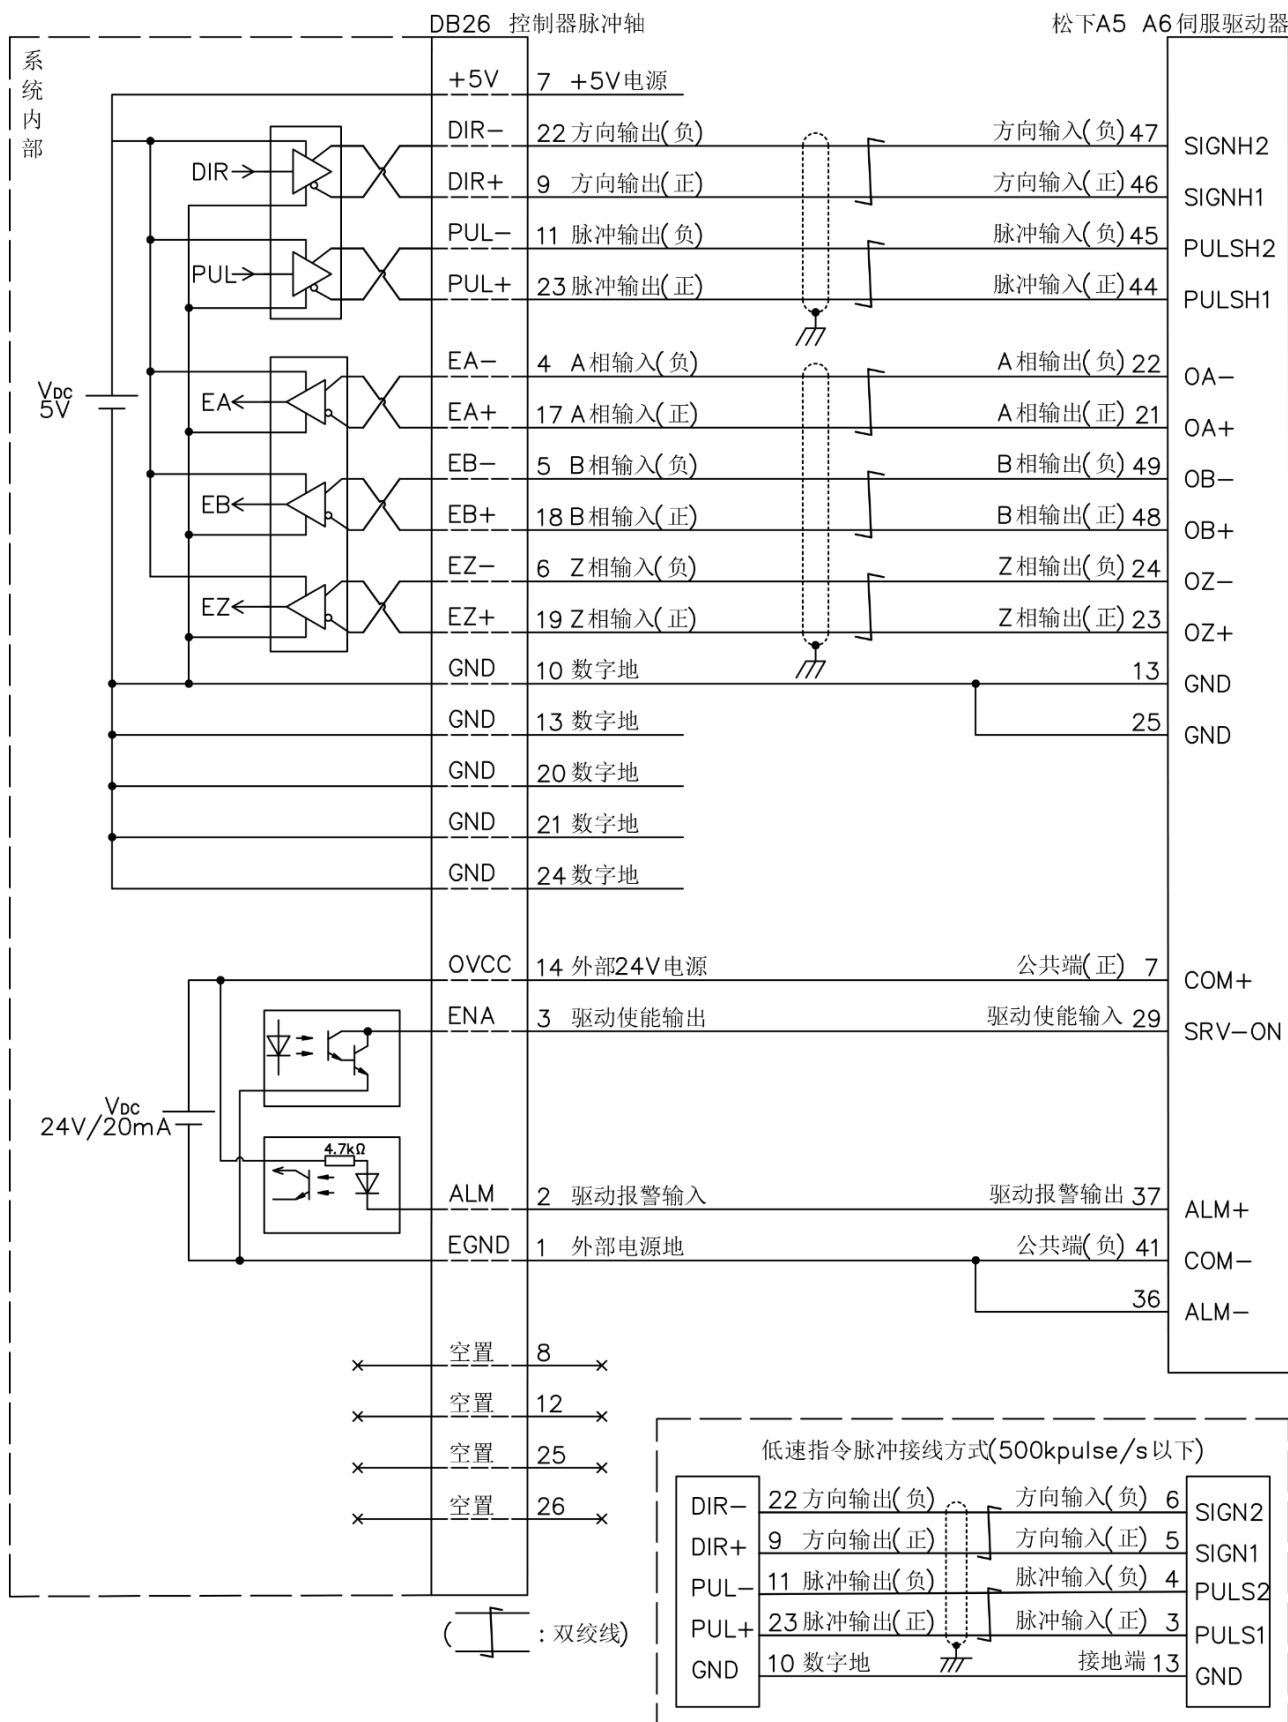 DB26 控制器脉冲轴 松下A5 A6伺服驱动器
系统内部
+5V 7 +5V电源
DIR- 22 方向输出(负) 方向输入(负) 47 SIGNH2
DIR
DIR+ 9 方向输出(正) 方向输入(正) 46 SIGNH1
PUL- 11 脉冲输出(负) 脉冲输入(负) 45 PULSH2
PUL
PUL+ 23 脉冲输出(正) 脉冲输入(正) 44 PULSH1
EA- 4 A相输入(负) A相输出(负) 22 OA-
VDC
5V
EA
EA+ 17 A相输入(正) A相输出(正) 21 OA+
EB- 5 B相输入(负) B相输出(负) 49 OB-
EB
EB+ 18 B相输入(正) B相输出(正) 48 OB+
EZ- 6 Z相输入(负) Z相输出(负) 24 OZ-
EZ
EZ+ 19 Z相输入(正) Z相输出(正) 23 OZ+
GND 10 数字地 13 GND
GND 13 数字地 25 GND
GND 20 数字地
GND 21 数字地
GND 24 数字地
OVCC 14 外部24V电源 公共端(正) 7 COM+
ENA 3 驱动使能输出 驱动使能输入 29 SRV-ON
VDC
24V/20mA
4.7kΩ
ALM 2 驱动报警输入 驱动报警输出 37 ALM+
EGND 1 外部电源地 公共端(负) 41 COM-
36 ALM-
空置 8
空置 12
空置 25
空置 26
( : 双绞线)
低速指令脉冲接线方式(500kpulse/s以下)
DIR- 22 方向输出(负) 方向输入(负) 6 SIGN2
DIR+ 9 方向输出(正) 方向输入(正) 5 SIGN1
PUL- 11 脉冲输出(负) 脉冲输入(负) 4 PULS2
PUL+ 23 脉冲输出(正) 脉冲输入(正) 3 PULS1
GND 10 数字地 接地端 13 GND